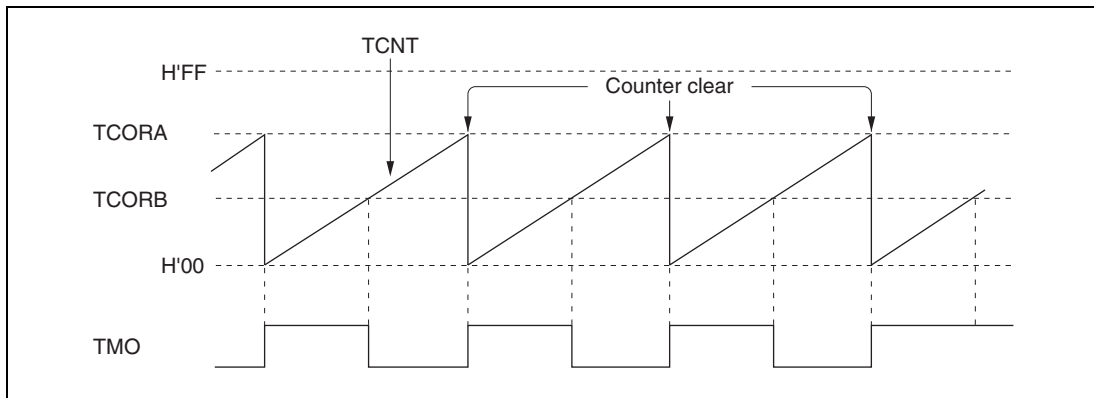 TCNT
H'FF
Counter clear
TCORA
TCORB
H'00
TMO